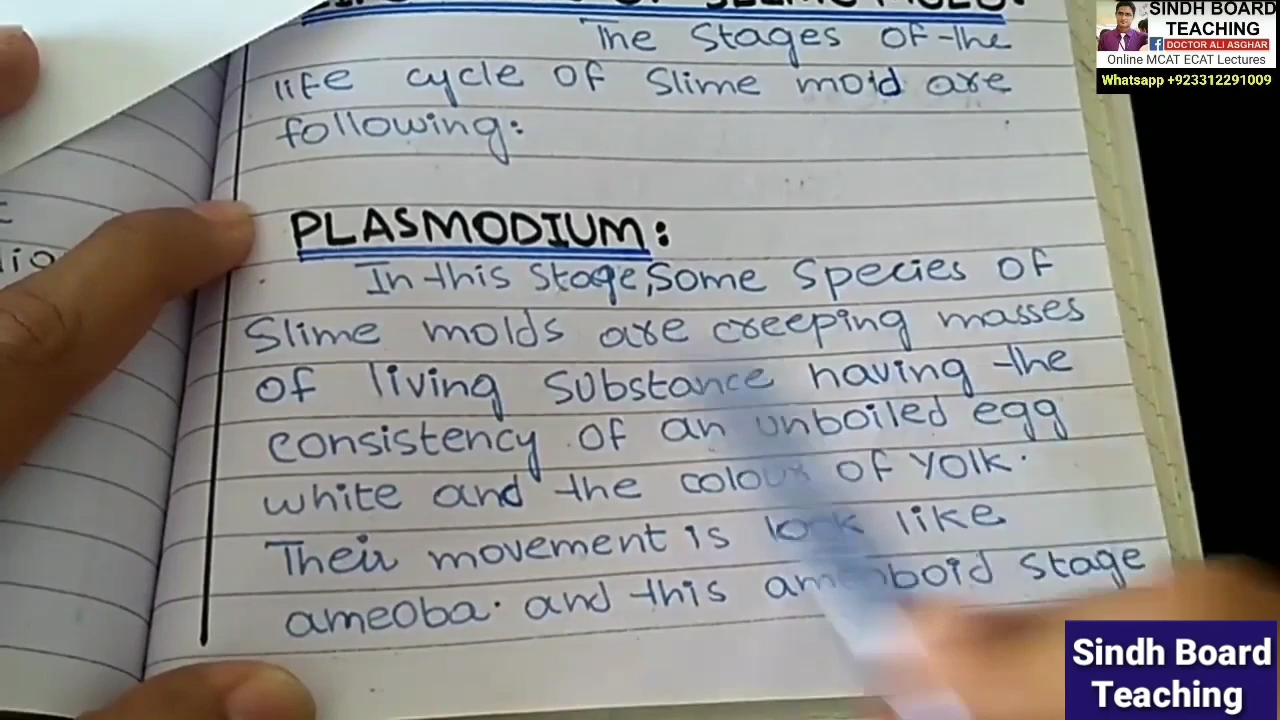 SLIME MOLD:
The Stages of the
life cycle of Slime mold are
following:
PLASMODIUM:
In this Stage, Some Species of
Slime molds are creeping masses
of living Substance having the
consistency of an unboiled egg
white and the colour of yolk.
Their movement is look like
ameoba. and this ameoboid stage
SINDH BOARD
TEACHING
DOCTOR ALI ASGHAR
Online MCAT ECAT Lectures
Whatsapp +923312291009
Sindh Board
Teaching